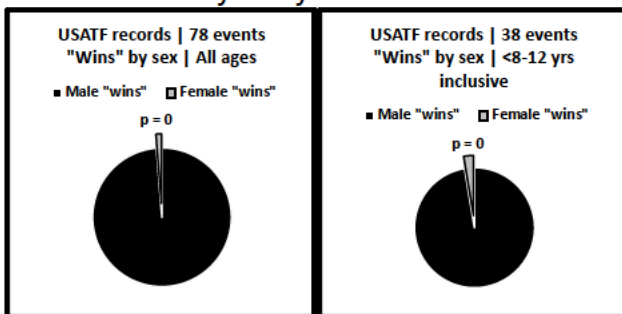 USATF records | 78 events
"Wins" by sex | All ages
Male "wins" Female "wins"
p = 0
USATF records | 38 events
"Wins" by sex | <8-12 yrs
inclusive
Male "wins" Female "wins"
p = 0